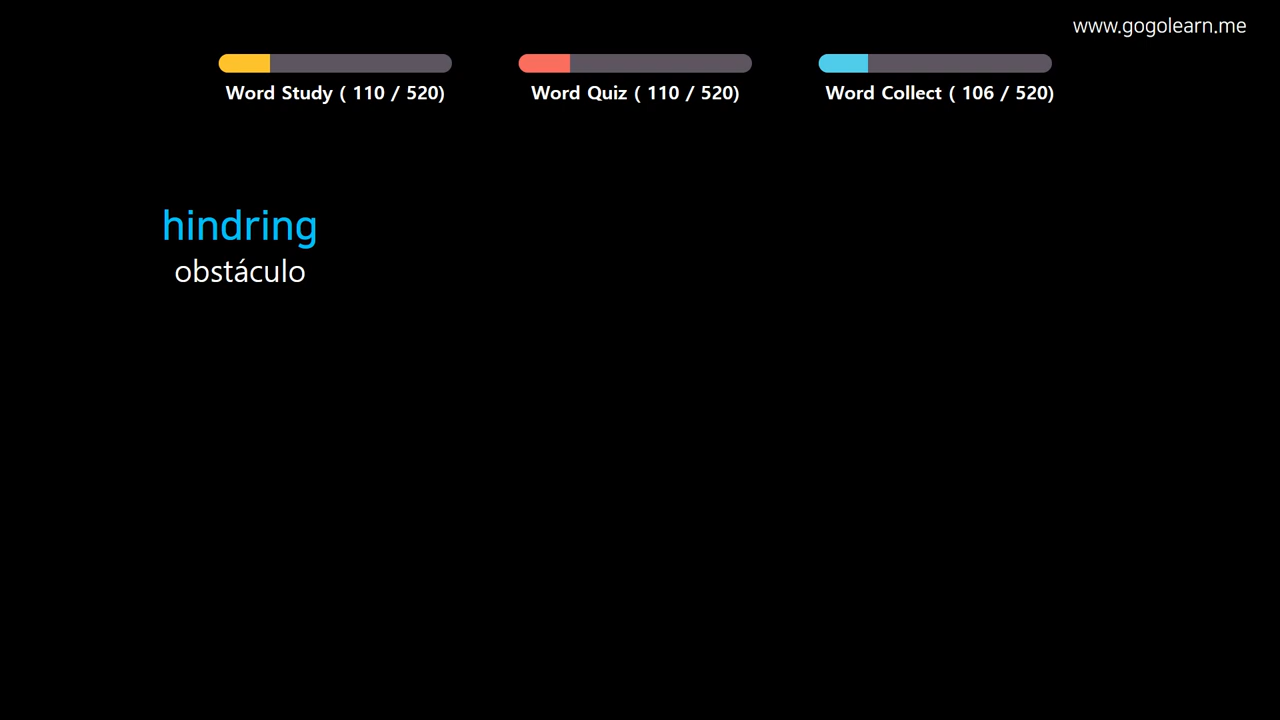 www.gogolearn.me
Word Study ( 110 / 520)
Word Quiz ( 110 / 520)
Word Collect ( 106 / 520)
hindring
obstáculo